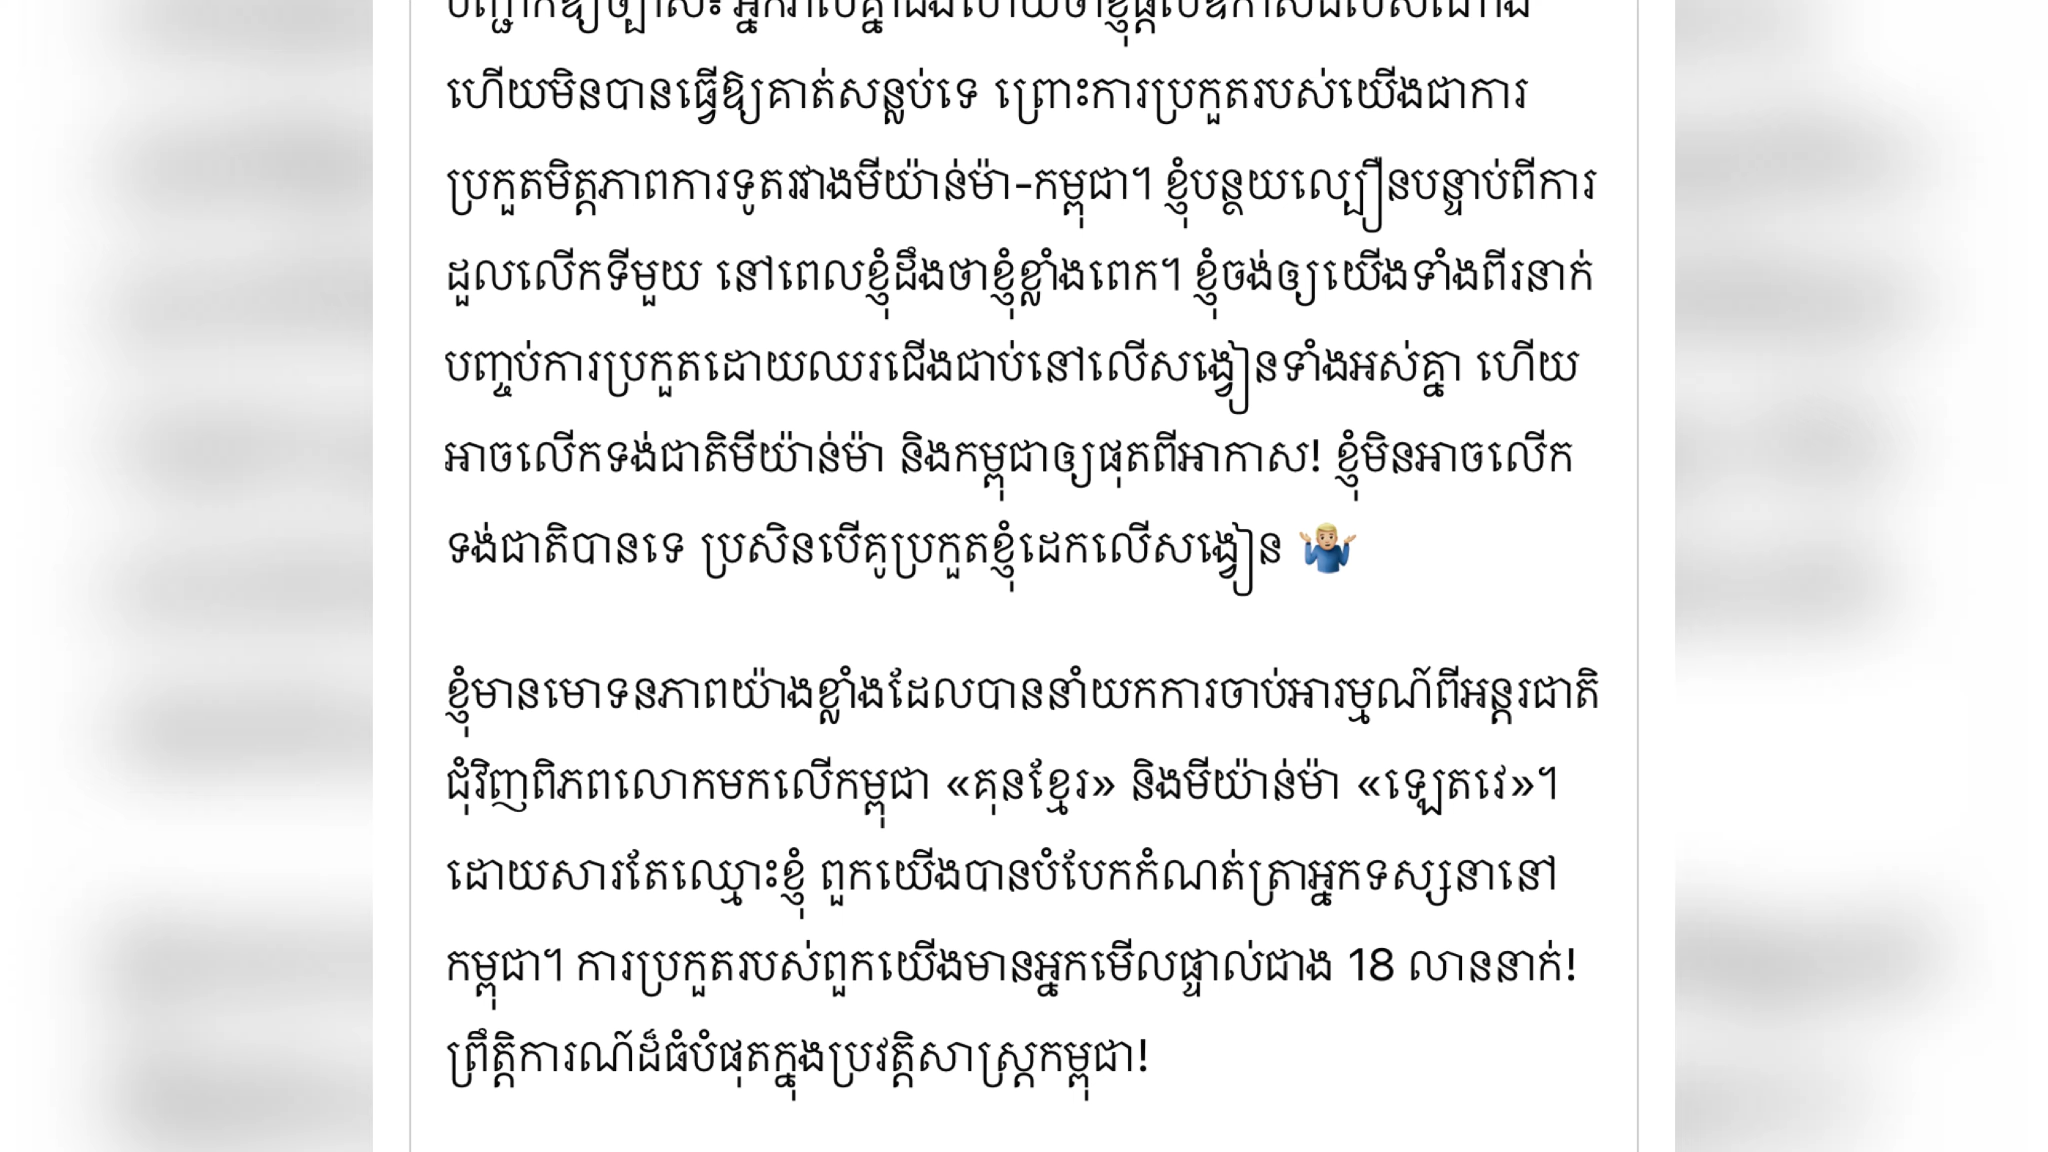 ហើយមិនបានធ្វើឱ្យគាត់សន្លប់ទេ ព្រោះការប្រកួតរបស់យើងជាការ
ប្រកួតមិត្តភាពការទូតរវាងមីយ៉ាន់ម៉ា-កម្ពុជា។ ខ្ញុំបន្ថយល្បឿនបន្ទាប់ពីការ
ដួលលើកទីមួយ នៅពេលខ្ញុំដឹងថាខ្ញុំខ្លាំងពេក។ ខ្ញុំចង់ឲ្យយើងទាំងពីរនាក់
បញ្ចប់ការប្រកួតដោយឈរជើងជាប់នៅលើសង្វៀនទាំងអស់គ្នា ហើយ
អាចលើកទង់ជាតិមីយ៉ាន់ម៉ា និងកម្ពុជាឲ្យផុតពីអាកាស! ខ្ញុំមិនអាចលើក
ទង់ជាតិបានទេ ប្រសិនបើគូប្រកួតខ្ញុំដេកលើសង្វៀន 🤷🏼‍♂️
ខ្ញុំមានមោទនភាពយ៉ាងខ្លាំងដែលបាននាំយកការចាប់អារម្មណ៍ពីអន្តរជាតិ
ជុំវិញពិភពលោកមកលើកម្ពុជា «គុនខ្មែរ» និងមីយ៉ាន់ម៉ា «ឡេតវេ»។
ដោយសារតែឈ្មោះខ្ញុំ ពួកយើងបានបំបែកកំណត់ត្រាអ្នកទស្សនានៅ
កម្ពុជា។ ការប្រកួតរបស់ពួកយើងមានអ្នកមើលផ្ទាល់ជាង 18 លាននាក់!
ព្រឹត្តិការណ៍ដ៏ធំបំផុតក្នុងប្រវត្តិសាស្ត្រកម្ពុជា!